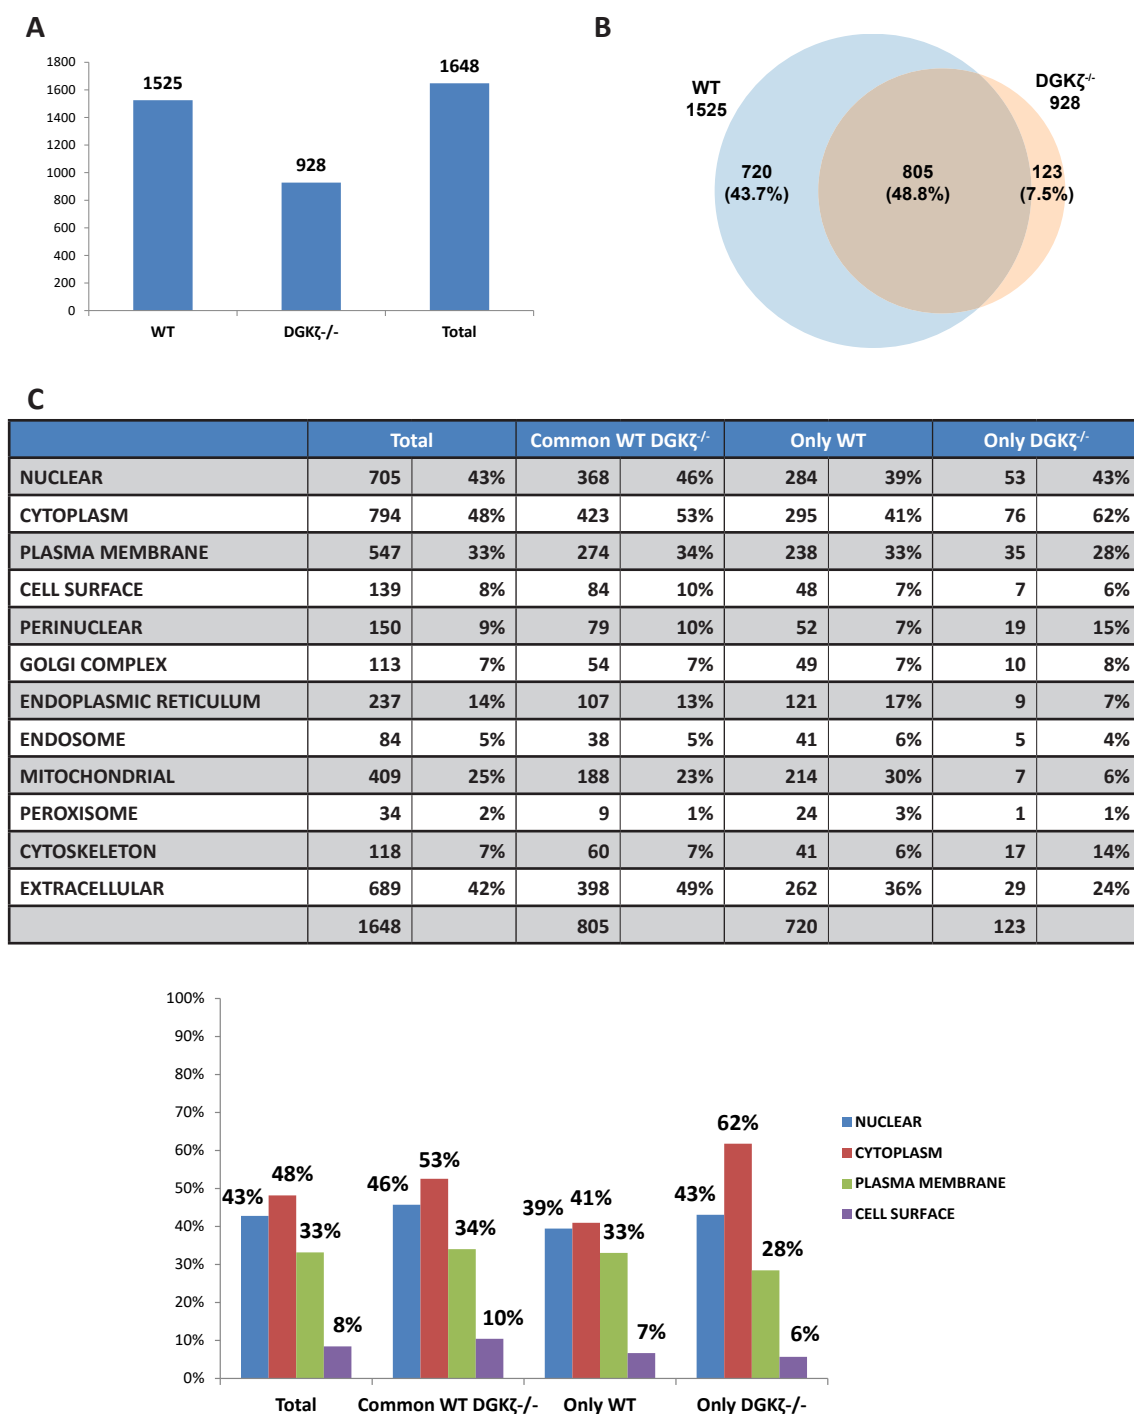 A
1800
1600
1400
1200
1000
800
600
400
200
0
1525
928
1648
WT
DGKζ-/-
Total
B
WT
1525
DGKζ-/-
928
720
(43.7%)
805
(48.8%)
123
(7.5%)
C
Total Common WT DGKζ-/- Only WT Only DGKζ-/-
NUCLEAR 705 43% 368 46% 284 39% 53 43%
CYTOPLASM 794 48% 423 53% 295 41% 76 62%
PLASMA MEMBRANE 547 33% 274 34% 238 33% 35 28%
CELL SURFACE 139 8% 84 10% 48 7% 7 6%
PERINUCLEAR 150 9% 79 10% 52 7% 19 15%
GOLGI COMPLEX 113 7% 54 7% 49 7% 10 8%
ENDOPLASMIC RETICULUM 237 14% 107 13% 121 17% 9 7%
ENDOSOME 84 5% 38 5% 41 6% 5 4%
MITOCHONDRIAL 409 25% 188 23% 214 30% 7 6%
PEROXISOME 34 2% 9 1% 24 3% 1 1%
CYTOSKELETON 118 7% 60 7% 41 6% 17 14%
EXTRACELLULAR 689 42% 398 49% 262 36% 29 24%
1648 805 720 123
100%
90%
80%
70%
60%
50%
40%
30%
20%
10%
0%
43% 48% 33% 8%
46% 53% 34% 10%
39% 41% 33% 7%
43% 62% 28% 6%
Total Common WT DGKζ-/- Only WT Only DGKζ-/-
NUCLEAR
CYTOPLASM
PLASMA MEMBRANE
CELL SURFACE